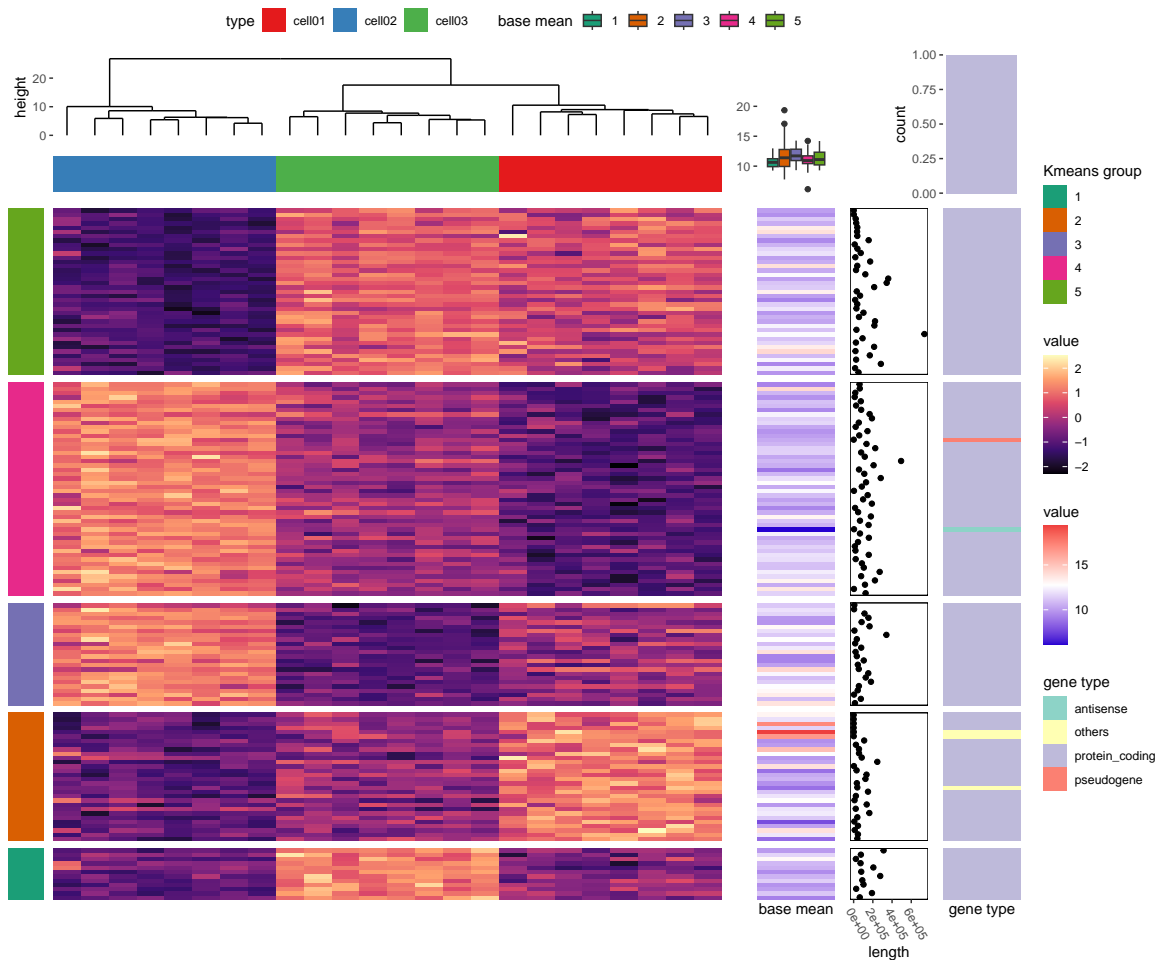 type cell01 cell02 cell03 base mean 1 2 3 4 5
height
20
10
0
20
15
10
count
1.00
0.75
0.50
0.25
0.00
Kmeans group
1
2
3
4
5
value
2
1
0
−1
−2
value
15
10
gene type
antisense
others
protein_coding
pseudogene
base mean
0e+00
2e+05
4e+05
6e+05
length
gene type